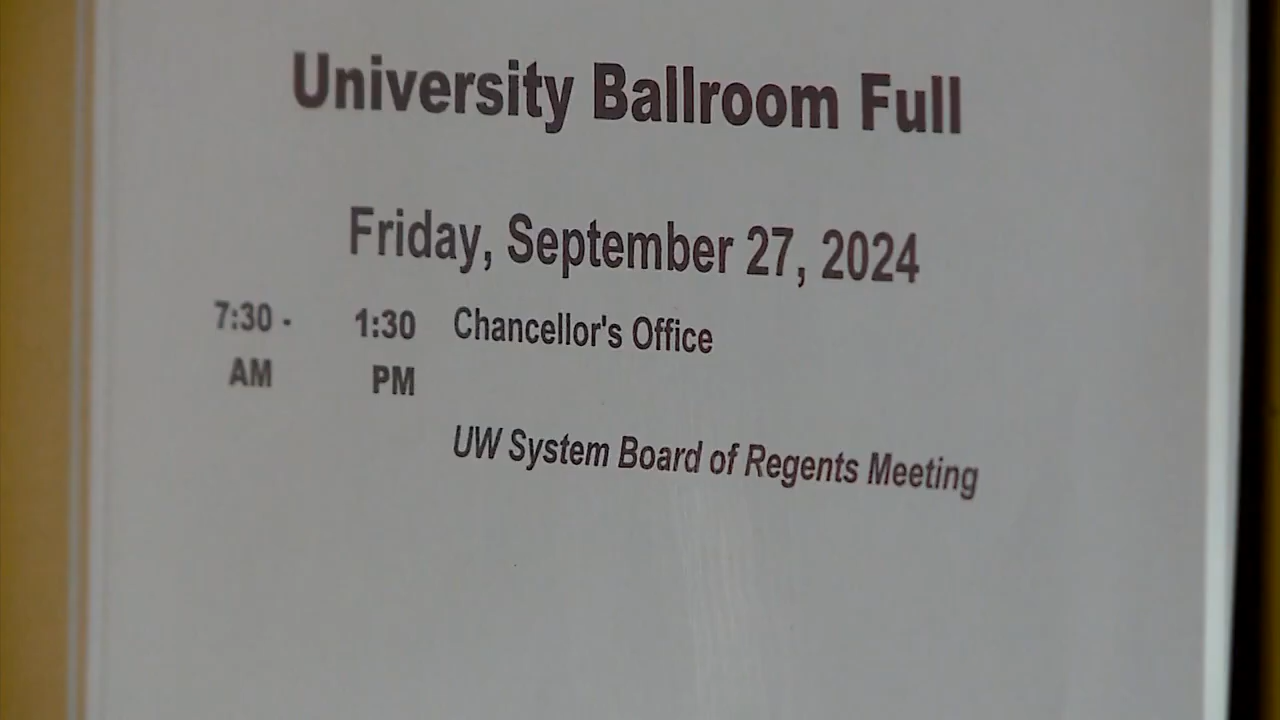 University Ballroom Full
Friday, September 27, 2024
7:30 - 1:30 Chancellor's Office
AM PM
UW System Board of Regents Meeting